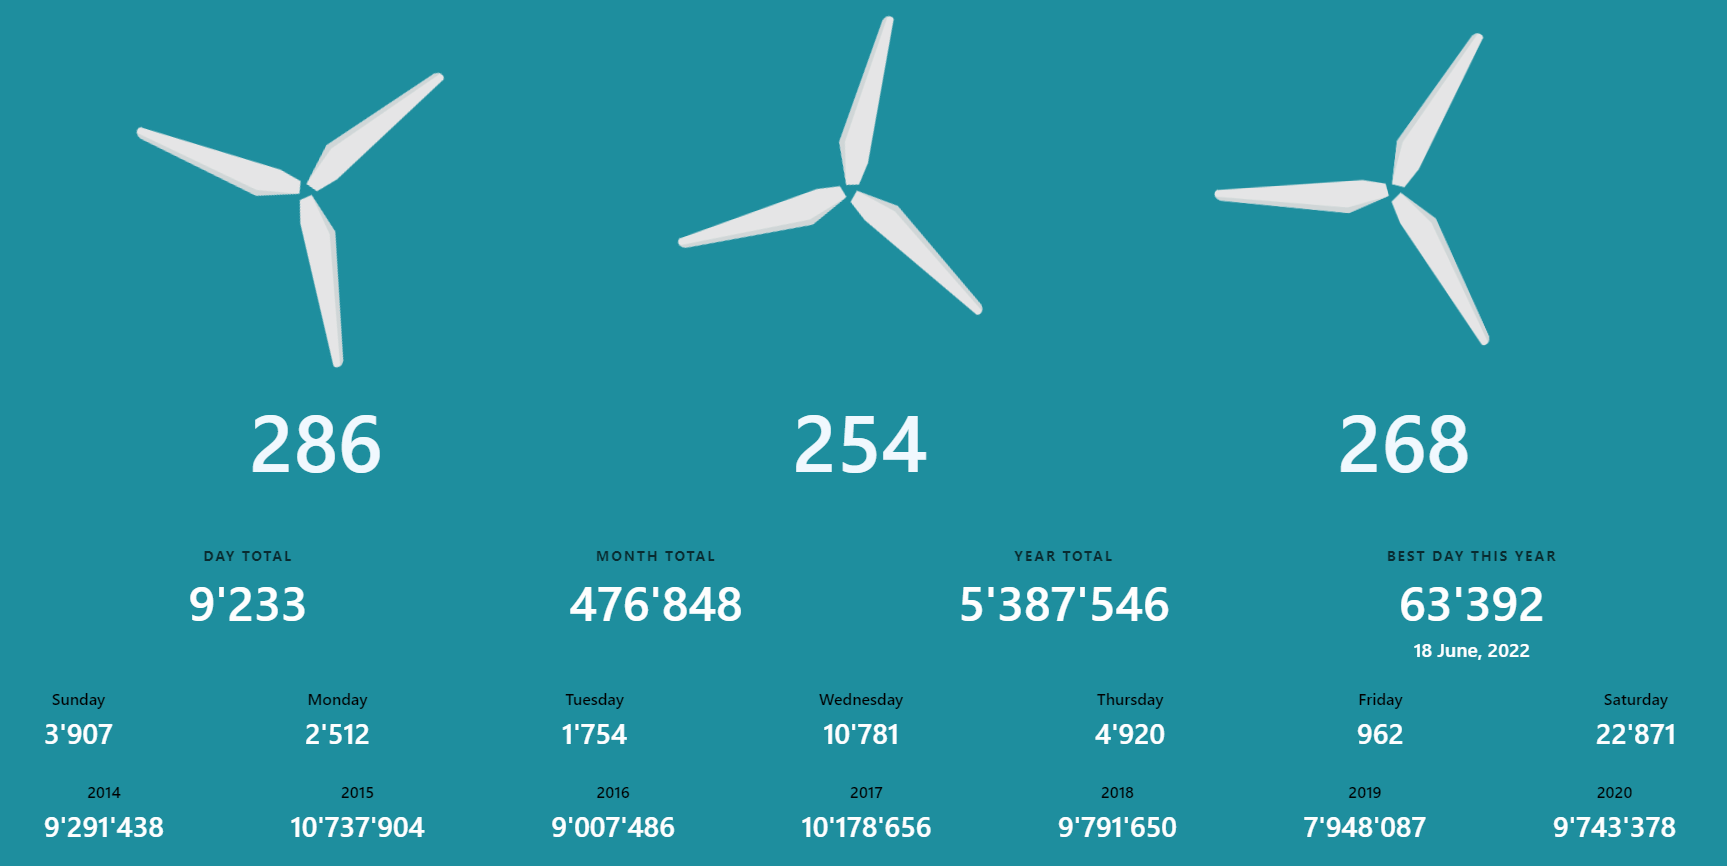 286 254 268
DAY TOTAL MONTH TOTAL YEAR TOTAL BEST DAY THIS YEAR
9'233 476'848 5'387'546 63'392
18 June, 2022
Sunday Monday Tuesday Wednesday Thursday Friday Saturday
3'907 2'512 1'754 10'781 4'920 962 22'871
2014 2015 2016 2017 2018 2019 2020
9'291'438 10'737'904 9'007'486 10'178'656 9'791'650 7'948'087 9'743'378